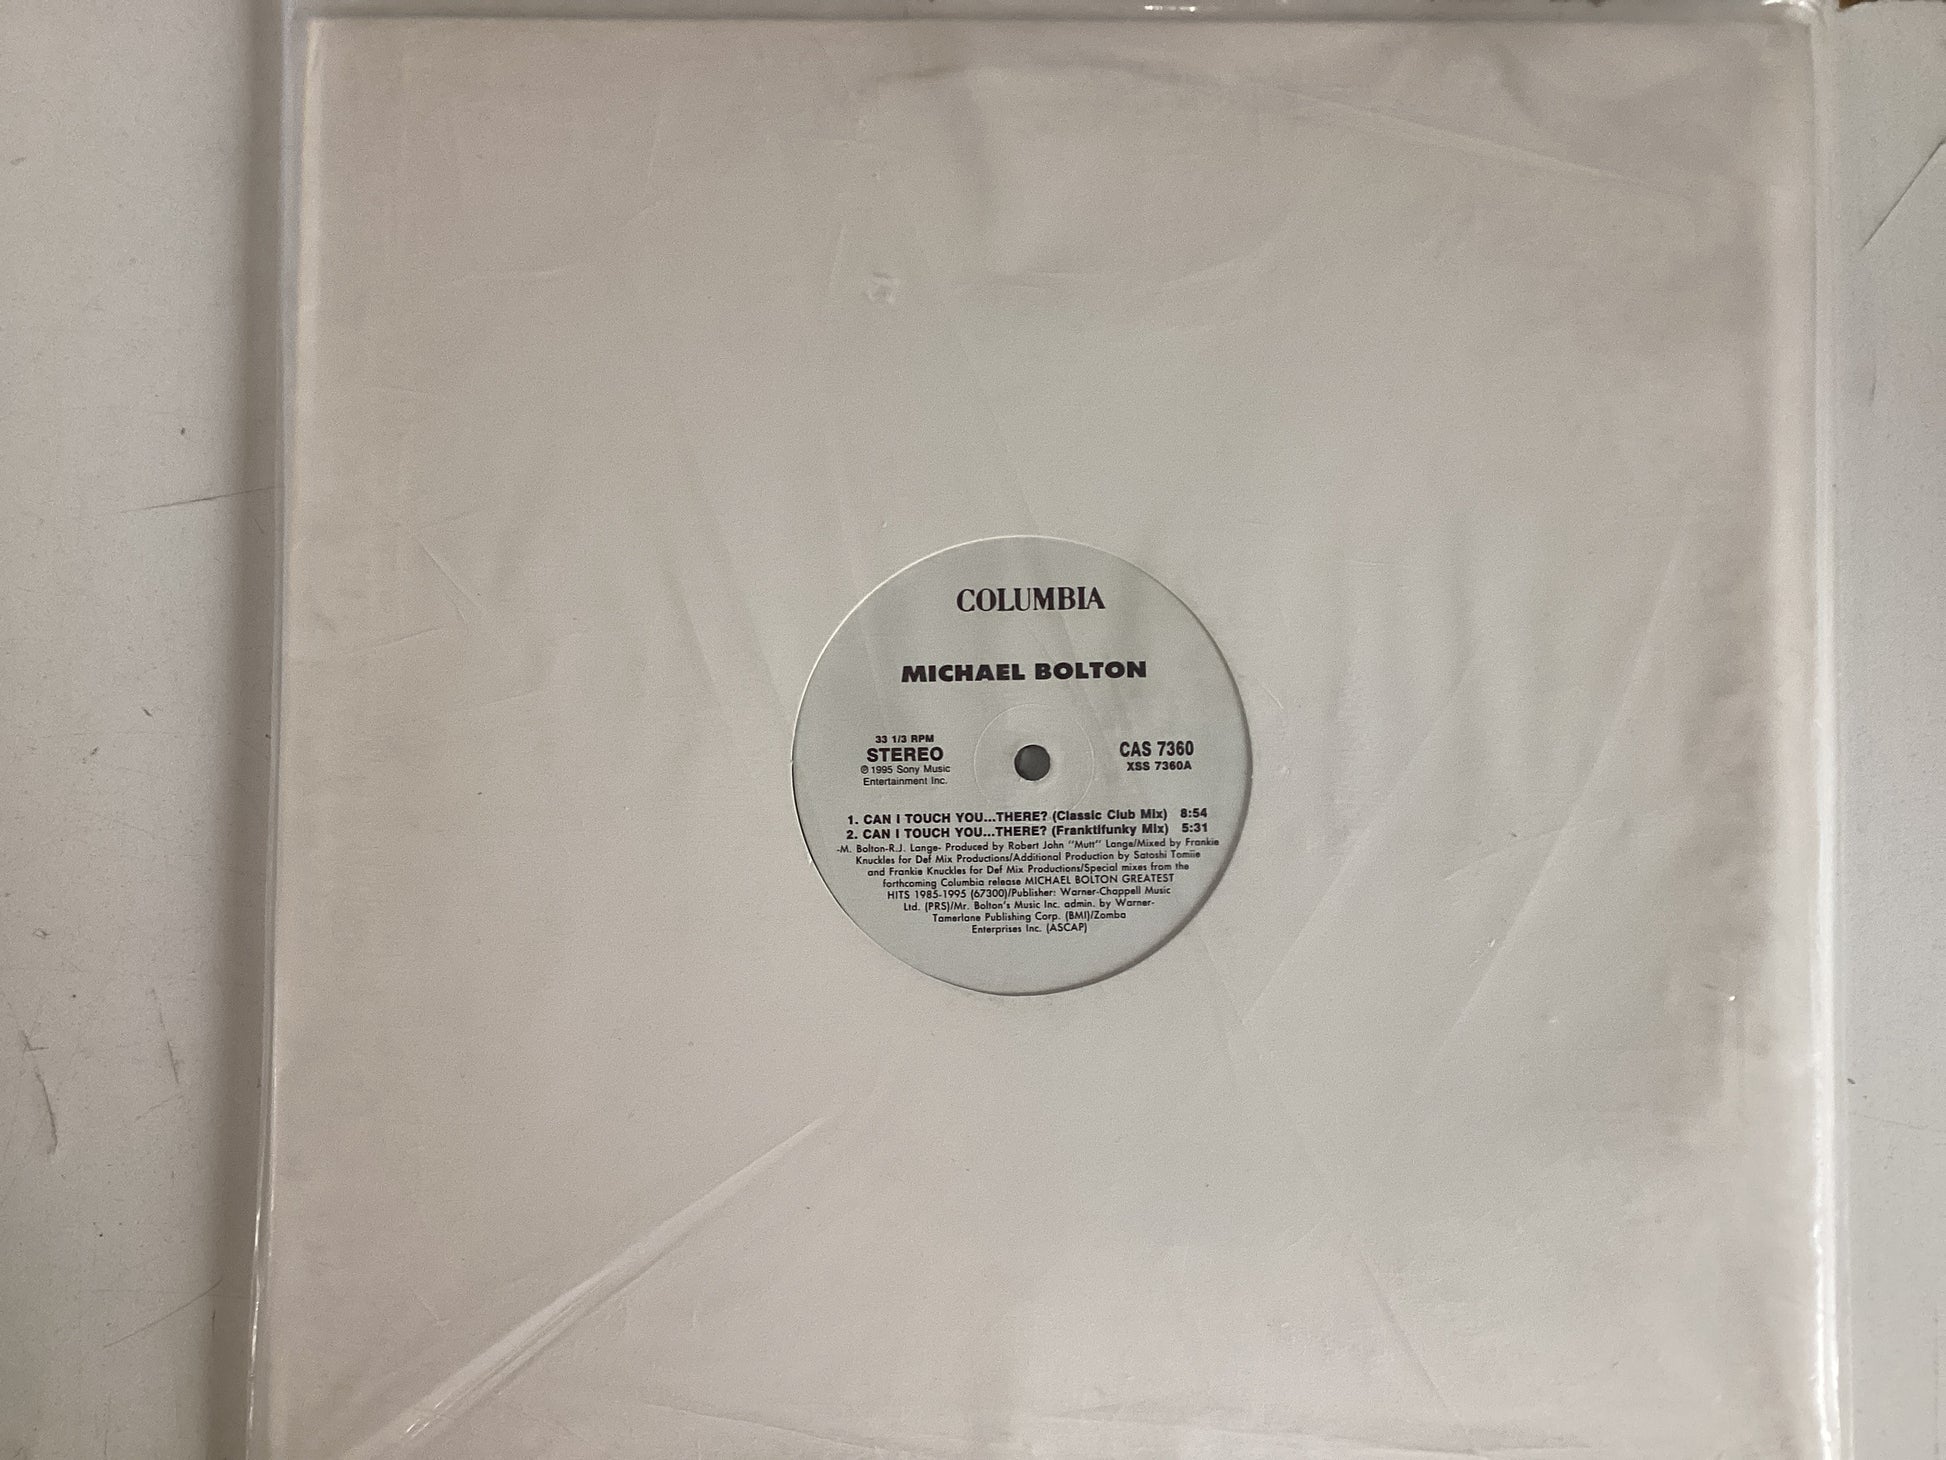 COLUMBIA
MICHAEL BOLTON
33 1/3 RPM
STEREO
℗ 1995 Sony Music
Entertainment Inc.
CAS 7360
XSS 7360A
1. CAN I TOUCH YOU...THERE? (Classic Club Mix) 8:54
2. CAN I TOUCH YOU...THERE? (Franktifunky Mix) 5:31
-M. Bolton-R.J. Lange- Produced by Robert John "Mutt" Lange/Mixed by Frankie
Knuckles for Def Mix Productions/Additional Production by Satoshi Tomiie
and Frankie Knuckles for Def Mix Productions/Special mixes from the
forthcoming Columbia release MICHAEL BOLTON GREATEST
HITS 1985-1995 (67300)/Publisher: Warner-Chappell Music
Ltd. (PRS)/Mr. Bolton's Music Inc. admin. by Warner-
Tamerlane Publishing Corp. (BMI)/Zomba
Enterprises Inc. (ASCAP)